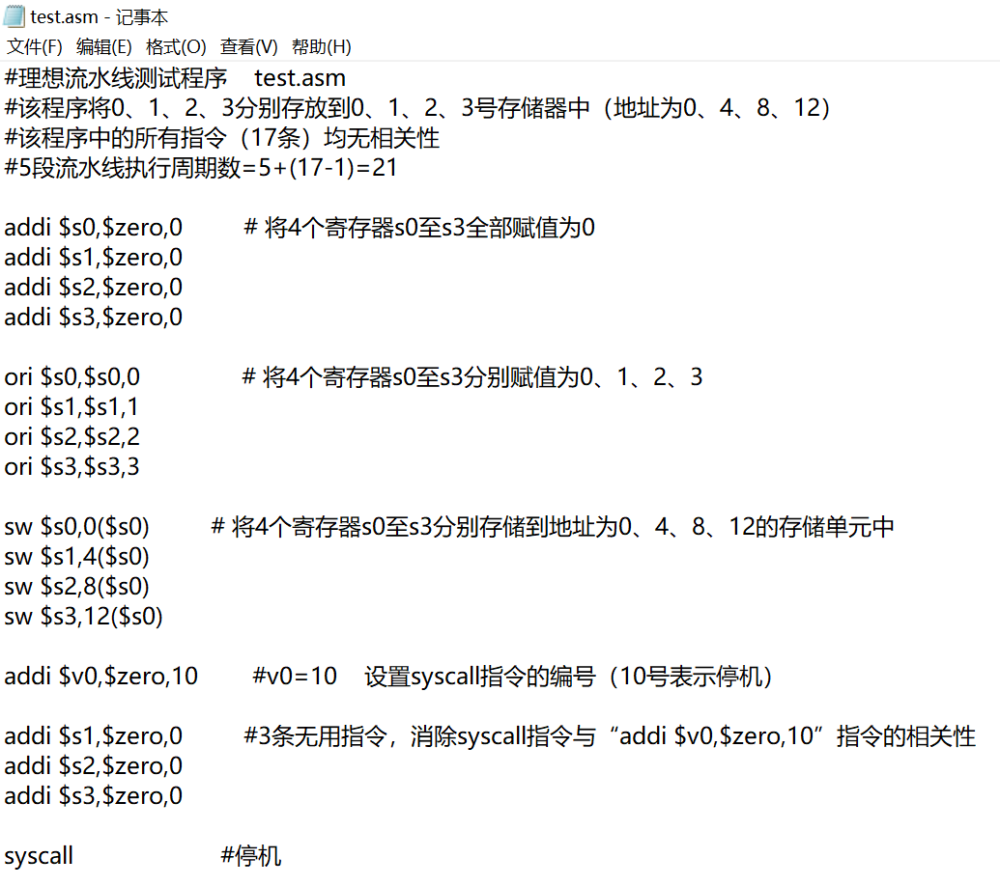 test.asm - 记事本
文件(F) 编辑(E) 格式(O) 查看(V) 帮助(H)
#理想流水线测试程序 test.asm
#该程序将0、1、2、3分别存放到0、1、2、3号存储器中（地址为0、4、8、12）
#该程序中的所有指令（17条）均无相关性
#5段流水线执行周期数=5+(17-1)=21
addi $s0,$zero,0 # 将4个寄存器s0至s3全部赋值为0
addi $s1,$zero,0
addi $s2,$zero,0
addi $s3,$zero,0
ori $s0,$s0,0 # 将4个寄存器s0至s3分别赋值为0、1、2、3
ori $s1,$s1,1
ori $s2,$s2,2
ori $s3,$s3,3
sw $s0,0($s0) # 将4个寄存器s0至s3分别存储到地址为0、4、8、12的存储单元中
sw $s1,4($s0)
sw $s2,8($s0)
sw $s3,12($s0)
addi $v0,$zero,10 #v0=10 设置syscall指令的编号（10号表示停机）
addi $s1,$zero,0 #3条无用指令，消除syscall指令与“addi $v0,$zero,10”指令的相关性
addi $s2,$zero,0
addi $s3,$zero,0
syscall #停机